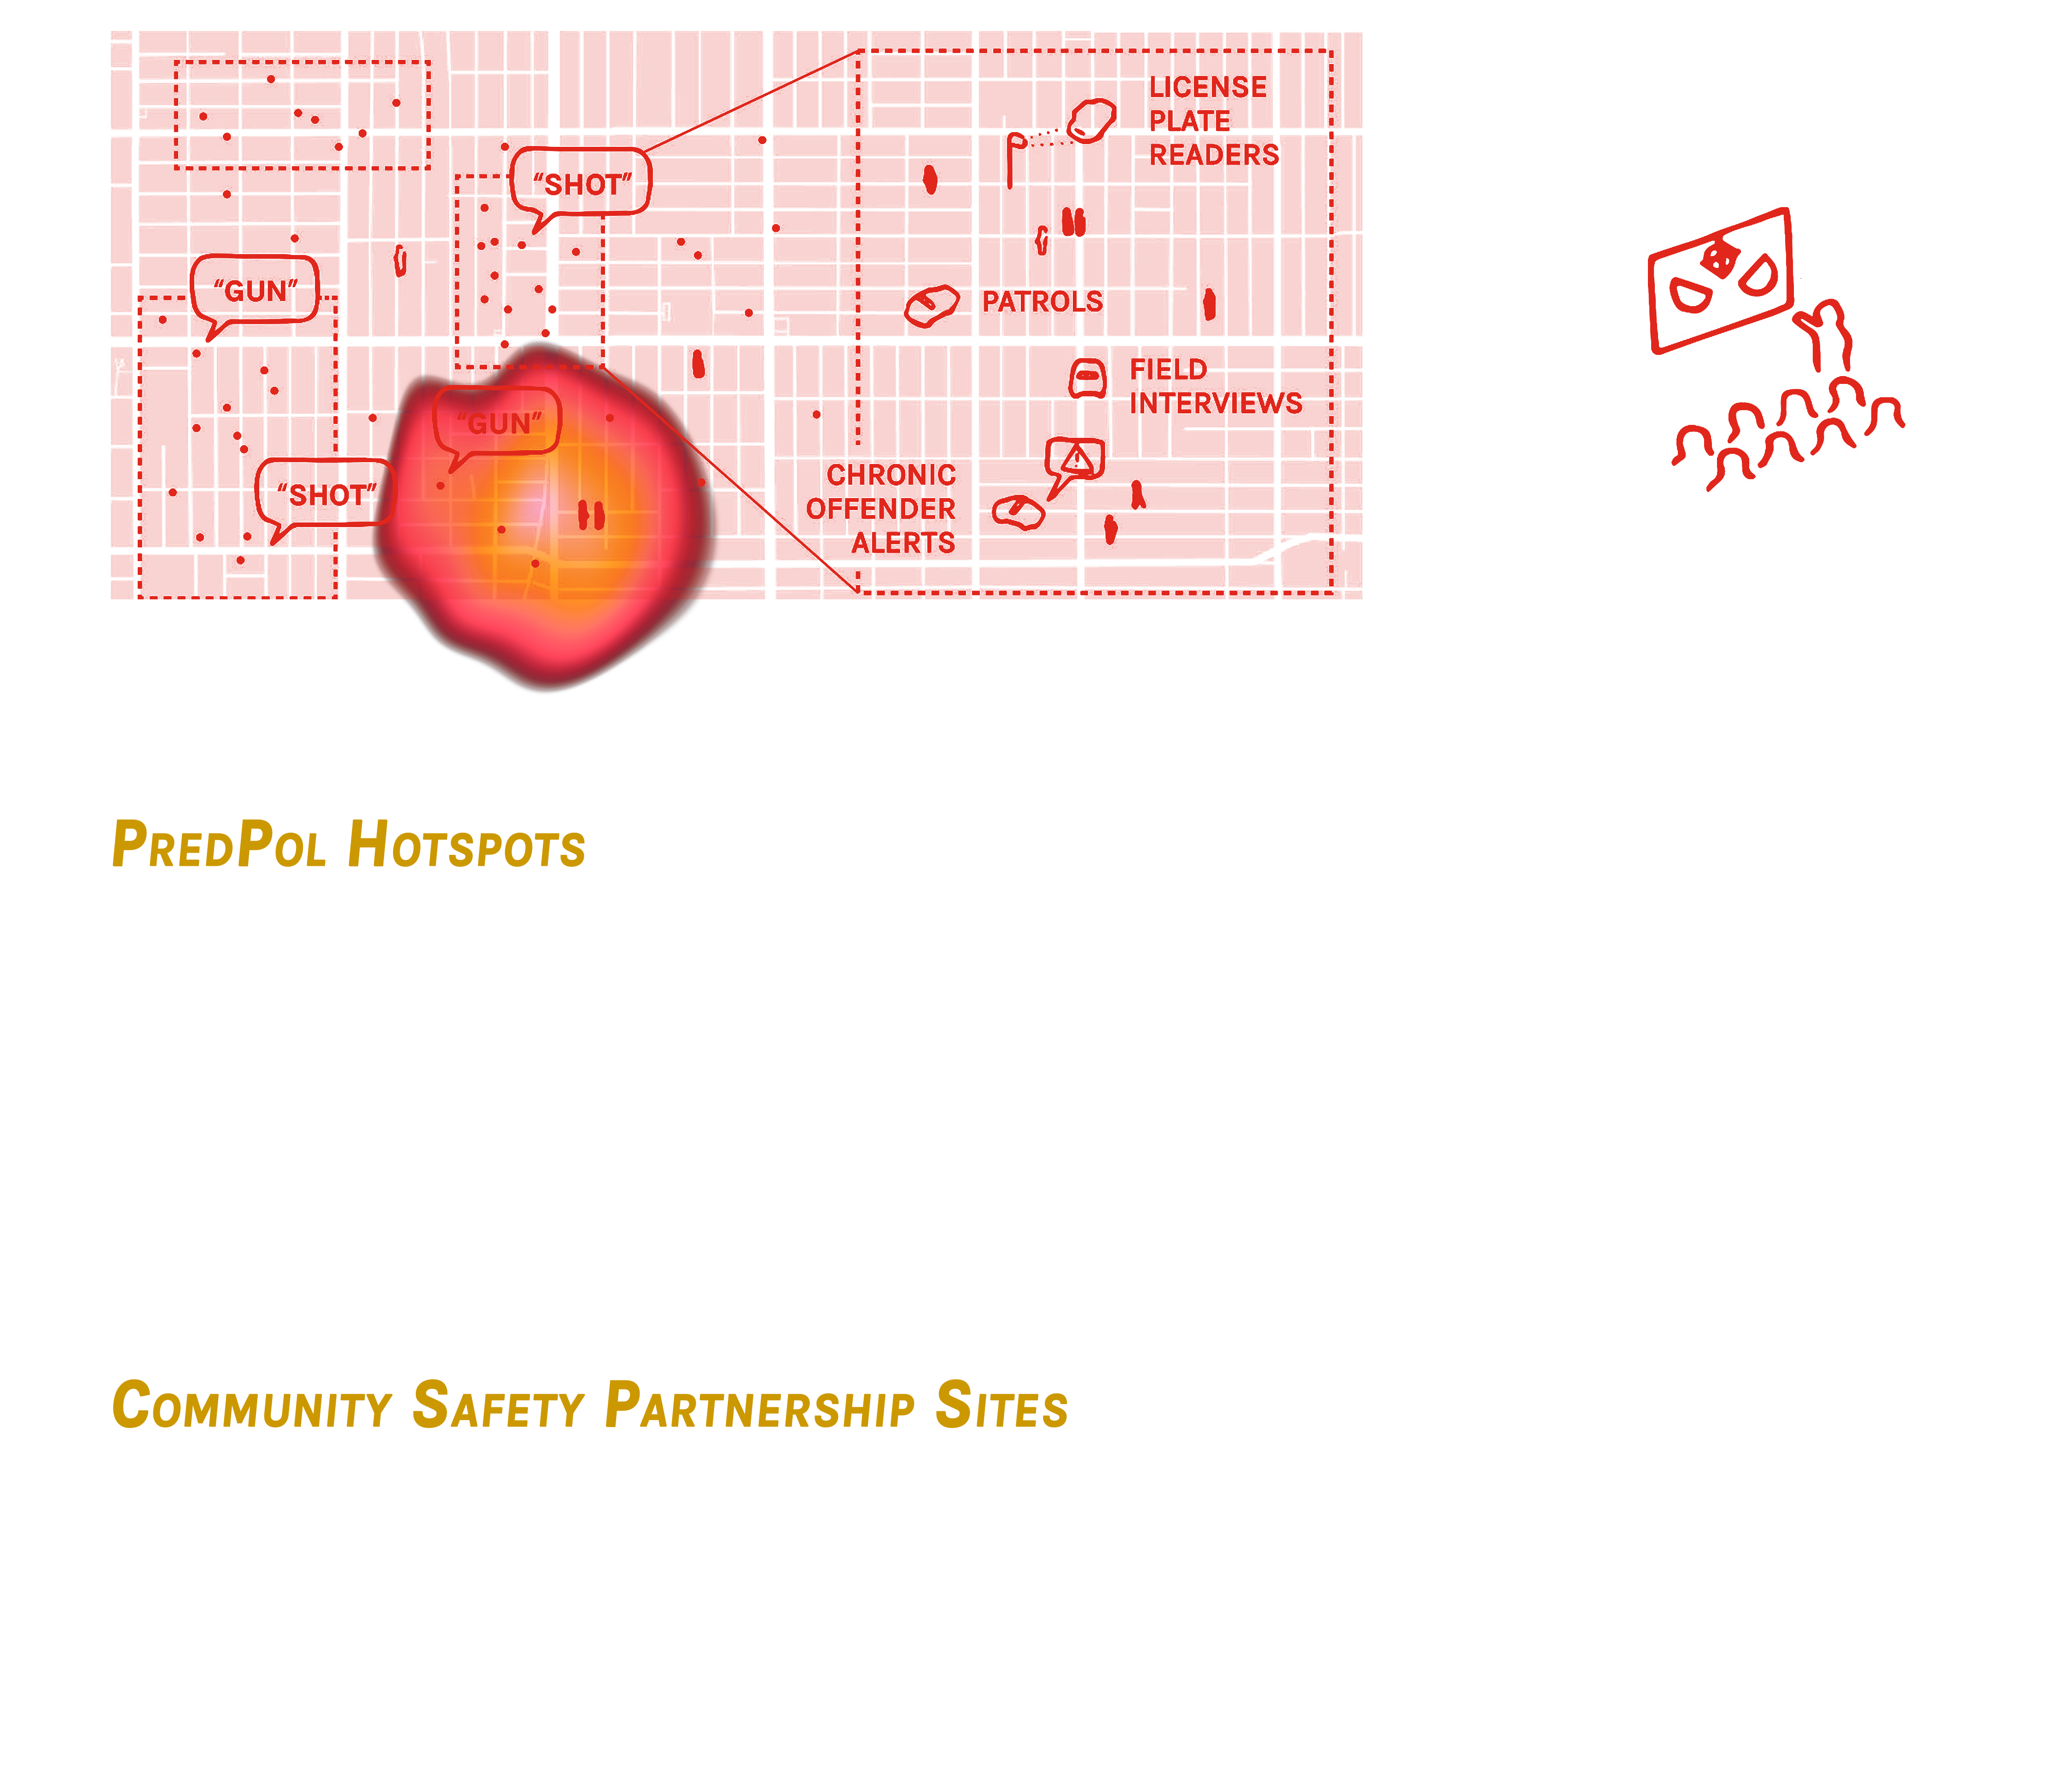 LICENSE
PLATE
READERS
“SHOT”
“GUN”
PATROLS
FIELD
INTERVIEWS
“GUN”
CHRONIC
OFFENDER
ALERTS
“SHOT”
PREDPOL HOTSPOTS
COMMUNITY SAFETY PARTNERSHIP SITES